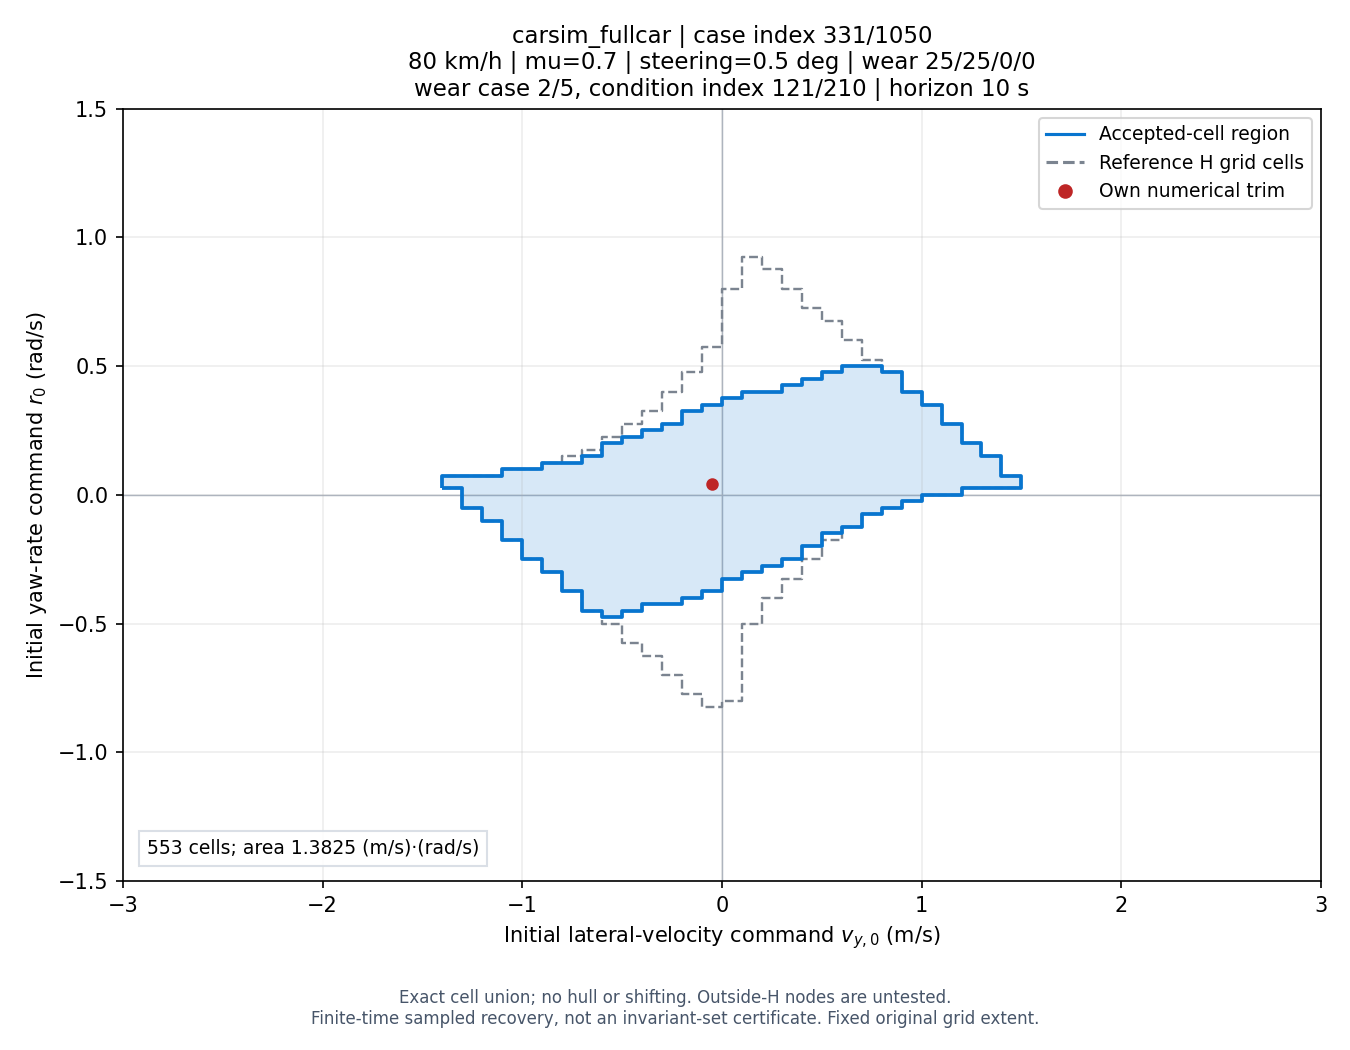 carsim_fullcar | case index 331/1050
80 km/h | mu=0.7 | steering=0.5 deg | wear 25/25/0/0
wear case 2/5, condition index 121/210 | horizon 10 s
Accepted-cell region
Reference H grid cells
Own numerical trim
1.5
1.0
0.5
0.0
−0.5
−1.0
−1.5
Initial yaw-rate command r₀ (rad/s)
553 cells; area 1.3825 (m/s)·(rad/s)
−3
−2
−1
0
1
2
3
Initial lateral-velocity command v_{y,0} (m/s)
Exact cell union; no hull or shifting. Outside-H nodes are untested.
Finite-time sampled recovery, not an invariant-set certificate. Fixed original grid extent.